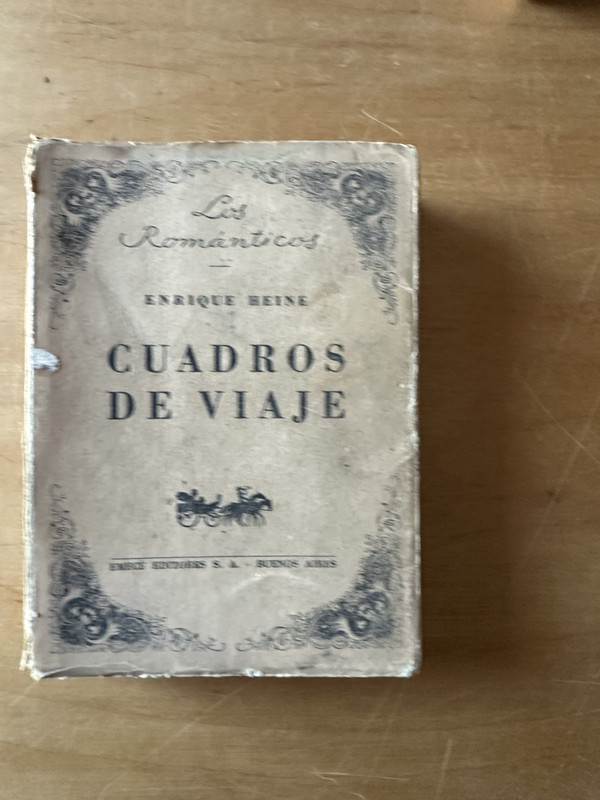 Los
Románticos
ENRIQUE HEINE
CUADROS
DE VIAJE
EMECÉ EDITORES S. A. - BUENOS AIRES